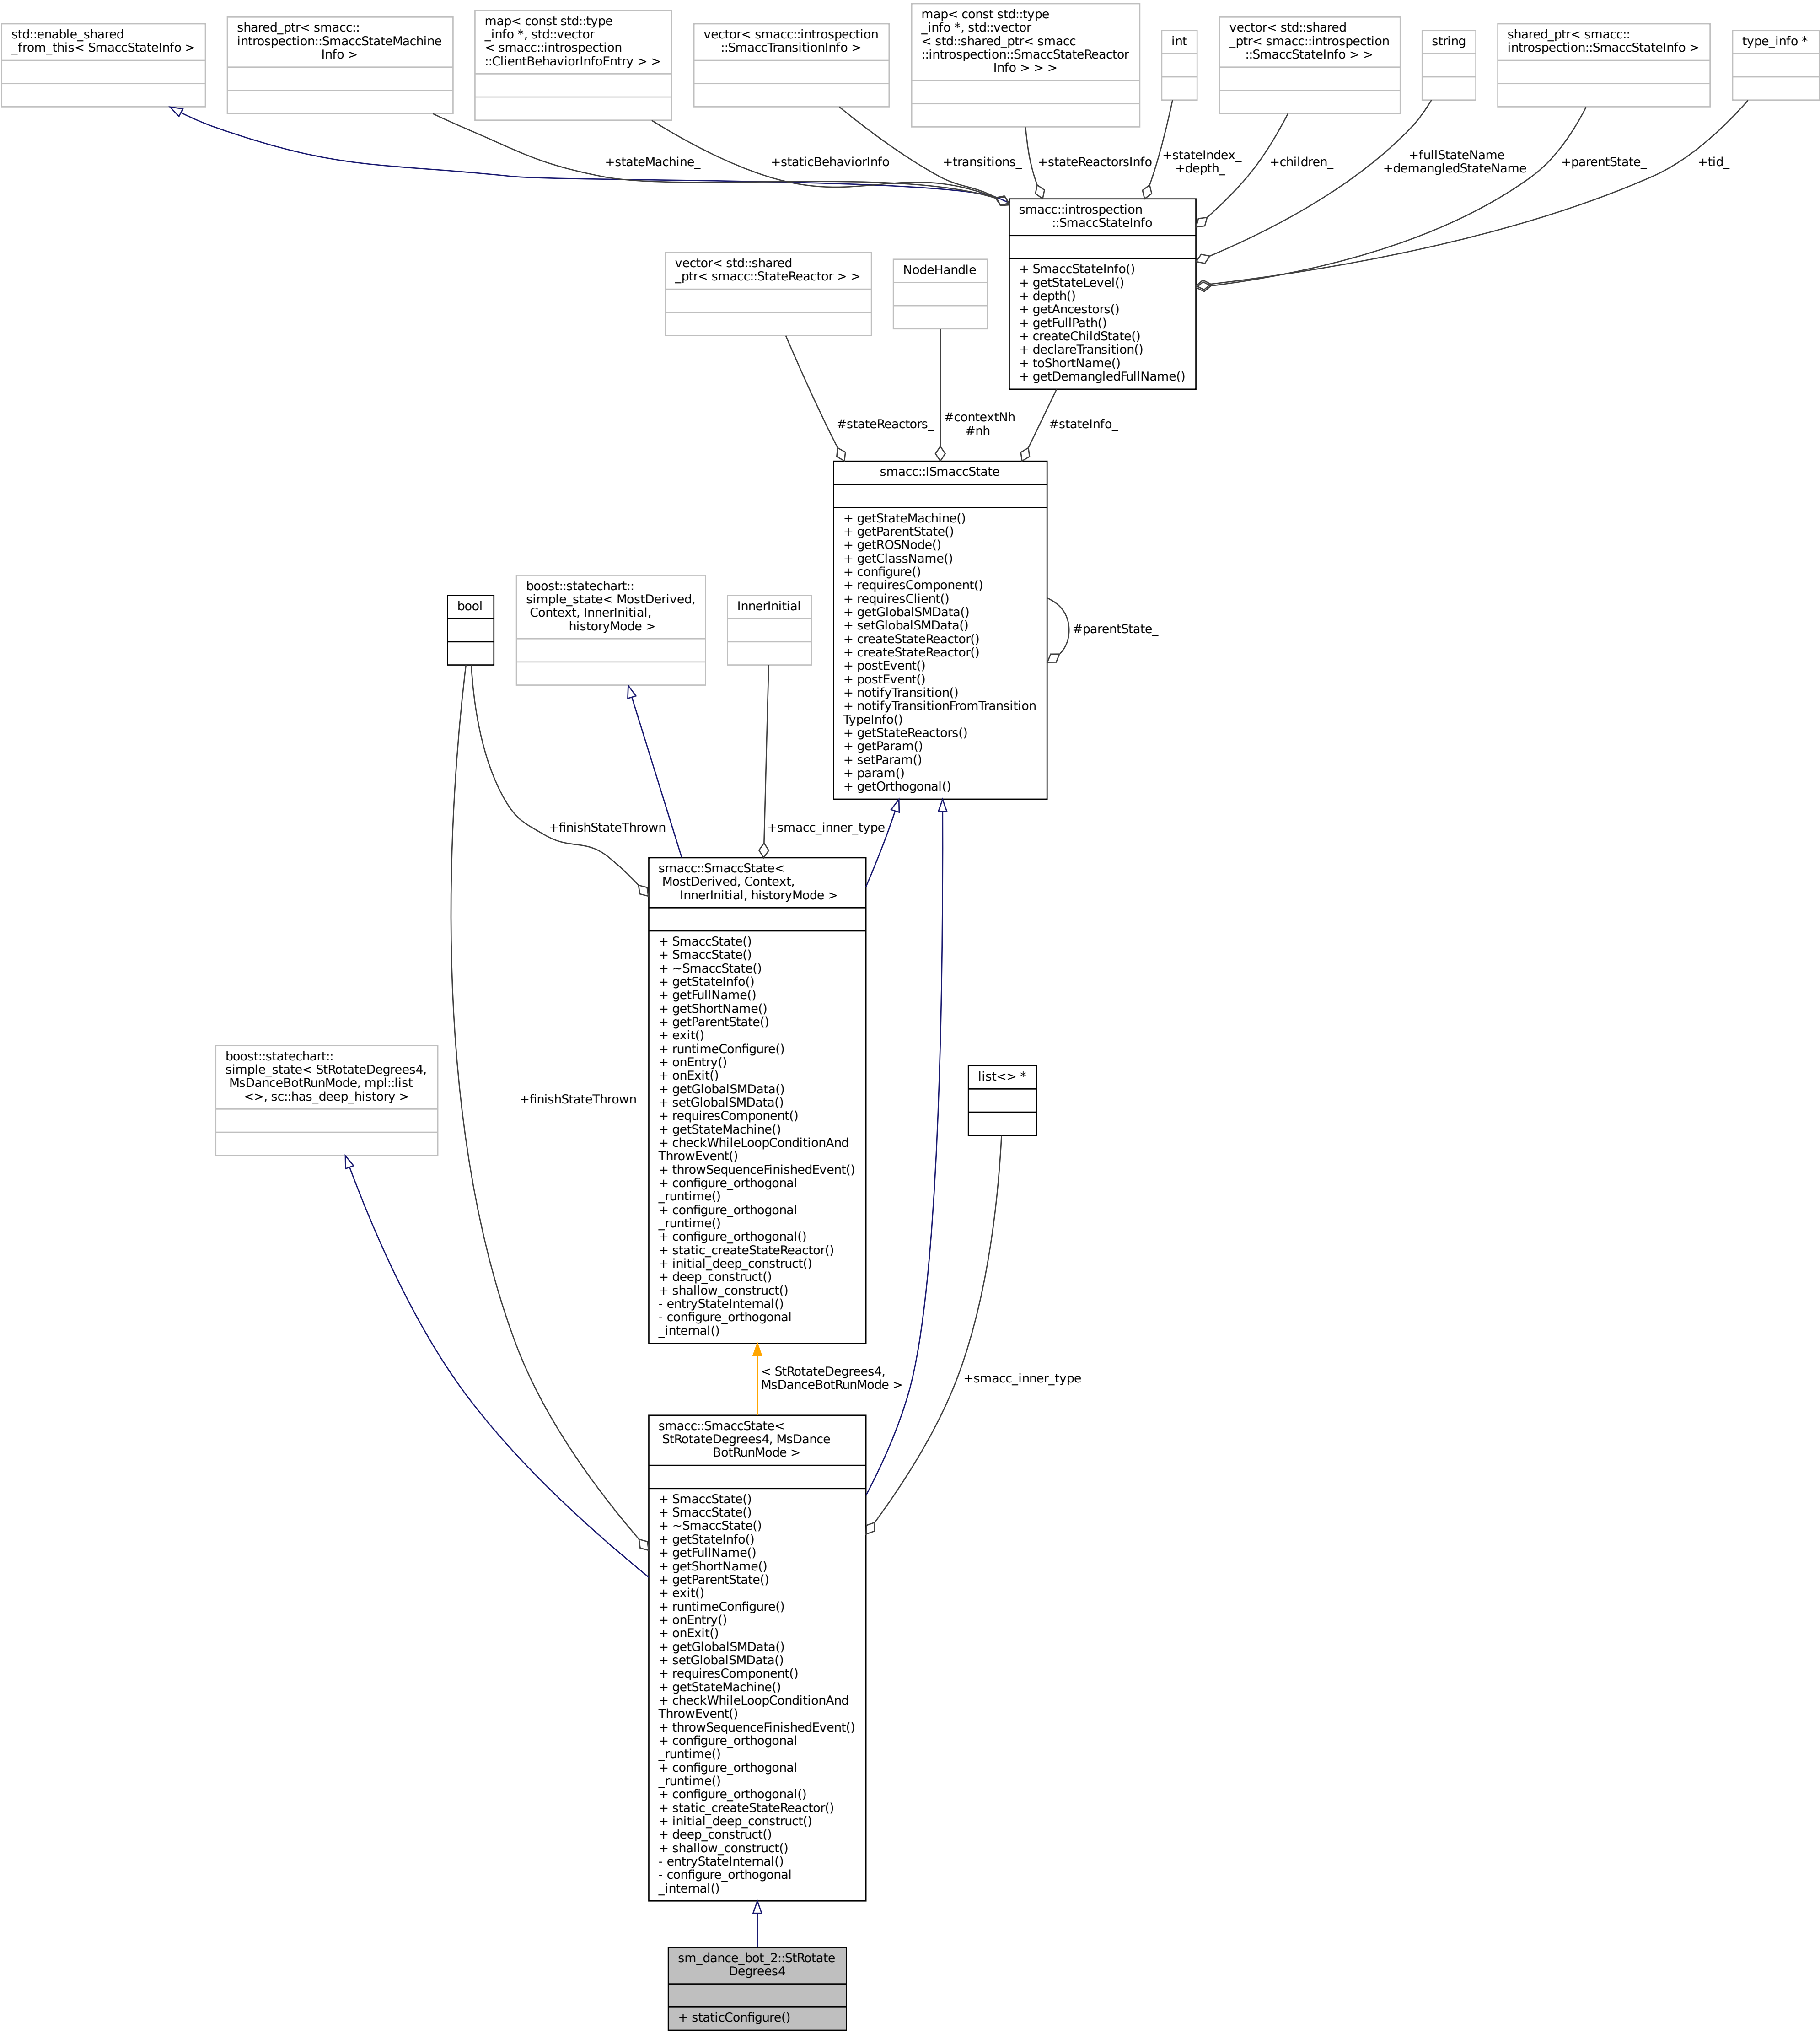 std::enable_shared
_from_this< SmaccStateInfo >
shared_ptr< smacc::
introspection::SmaccStateMachine
Info >
map< const std::type
_info *, std::vector
< smacc::introspection
::ClientBehaviorInfoEntry > >
vector< smacc::introspection
::SmaccTransitionInfo >
map< const std::type
_info *, std::vector
< std::shared_ptr< smacc
::introspection::SmaccStateReactor
Info > > >
int
vector< std::shared
_ptr< smacc::introspection
::SmaccStateInfo > >
string
shared_ptr< smacc::
introspection::SmaccStateInfo >
type_info *
+stateMachine_
+staticBehaviorInfo
+transitions_
+stateReactorsInfo
+stateIndex_
+depth_
+children_
+fullStateName
+demangledStateName
+parentState_
+tid_
smacc::introspection
::SmaccStateInfo
+ SmaccStateInfo()
+ getStateLevel()
+ depth()
+ getAncestors()
+ getFullPath()
+ createChildState()
+ declareTransition()
+ toShortName()
+ getDemangledFullName()
vector< std::shared
_ptr< smacc::StateReactor > >
NodeHandle
#stateReactors_
#contextNh
#nh
#stateInfo_
smacc::ISmaccState
+ getStateMachine()
+ getParentState()
+ getROSNode()
+ getClassName()
+ configure()
+ requiresComponent()
+ requiresClient()
+ getGlobalSMData()
+ setGlobalSMData()
+ createStateReactor()
+ createStateReactor()
+ postEvent()
+ postEvent()
+ notifyTransition()
+ notifyTransitionFromTransition
TypeInfo()
+ getStateReactors()
+ getParam()
+ setParam()
+ param()
+ getOrthogonal()
#parentState_
bool
boost::statechart::
simple_state< MostDerived,
Context, InnerInitial,
historyMode >
InnerInitial
+finishStateThrown
+smacc_inner_type
smacc::SmaccState<
MostDerived, Context,
InnerInitial, historyMode >
+ SmaccState()
+ SmaccState()
+ ~SmaccState()
+ getStateInfo()
+ getFullName()
+ getShortName()
+ getParentState()
+ exit()
+ runtimeConfigure()
+ onEntry()
+ onExit()
+ getGlobalSMData()
+ setGlobalSMData()
+ requiresComponent()
+ getStateMachine()
+ checkWhileLoopConditionAnd
ThrowEvent()
+ throwSequenceFinishedEvent()
+ configure_orthogonal
_runtime()
+ configure_orthogonal
_runtime()
+ configure_orthogonal()
+ static_createStateReactor()
+ initial_deep_construct()
+ deep_construct()
+ shallow_construct()
- entryStateInternal()
- configure_orthogonal
_internal()
boost::statechart::
simple_state< StRotateDegrees4,
MsDanceBotRunMode, mpl::list
<>, sc::has_deep_history >
+finishStateThrown
list<> *
< StRotateDegrees4,
MsDanceBotRunMode >
+smacc_inner_type
smacc::SmaccState<
StRotateDegrees4, MsDance
BotRunMode >
+ SmaccState()
+ SmaccState()
+ ~SmaccState()
+ getStateInfo()
+ getFullName()
+ getShortName()
+ getParentState()
+ exit()
+ runtimeConfigure()
+ onEntry()
+ onExit()
+ getGlobalSMData()
+ setGlobalSMData()
+ requiresComponent()
+ getStateMachine()
+ checkWhileLoopConditionAnd
ThrowEvent()
+ throwSequenceFinishedEvent()
+ configure_orthogonal
_runtime()
+ configure_orthogonal
_runtime()
+ configure_orthogonal()
+ static_createStateReactor()
+ initial_deep_construct()
+ deep_construct()
+ shallow_construct()
- entryStateInternal()
- configure_orthogonal
_internal()
sm_dance_bot_2::StRotate
Degrees4
+ staticConfigure()